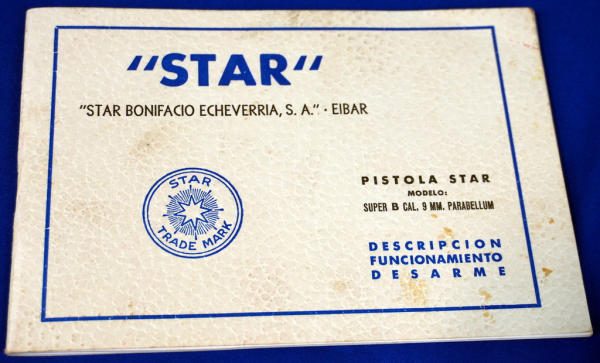 "STAR"
"STAR BONIFACIO ECHEVERRIA, S. A." · EIBAR
STAR
TRADE MARK
PISTOLA STAR
MODELO:
SUPER B CAL. 9 MM. PARABELLUM
DESCRIPCION
FUNCIONAMIENTO
DESARME